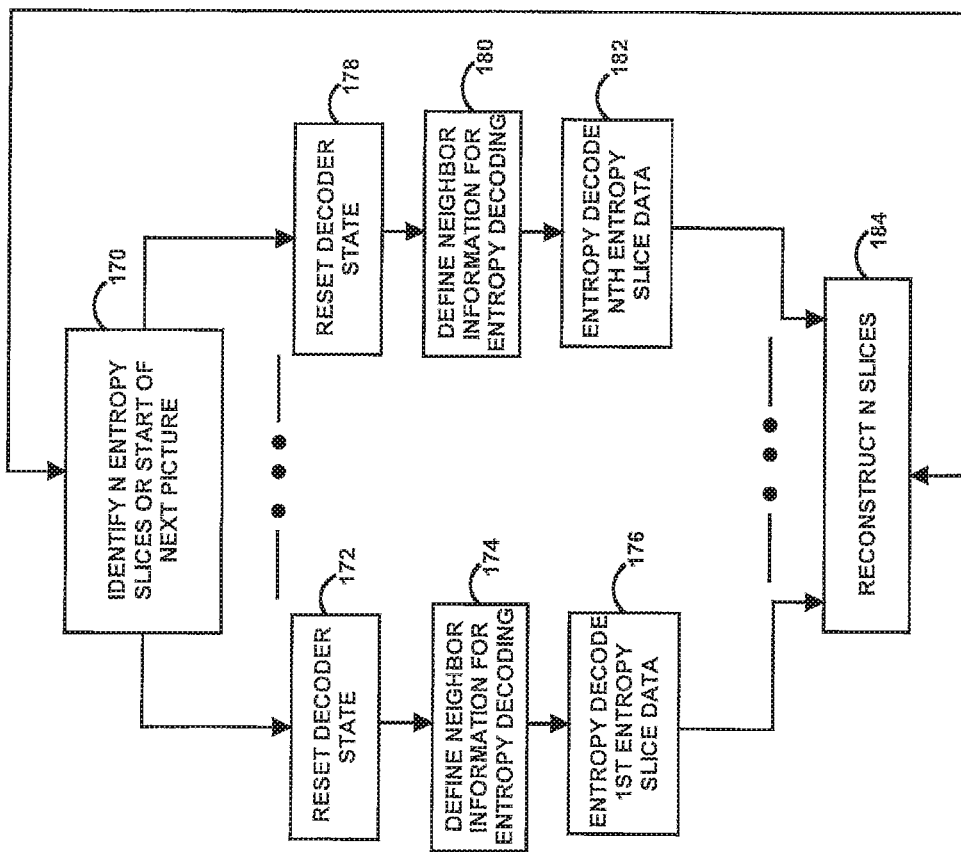 170
IDENTIFY N ENTROPY
SLICES OR START OF
NEXT PICTURE
172
RESET DECODER
STATE
174
DEFINE NEIGHBOR
INFORMATION FOR
ENTROPY DECODING
176
ENTROPY DECODE
1ST ENTROPY
SLICE DATA
178
RESET DECODER
STATE
180
DEFINE NEIGHBOR
INFORMATION FOR
ENTROPY DECODING
182
ENTROPY DECODE
NTH ENTROPY
SLICE DATA
184
RECONSTRUCT N SLICES